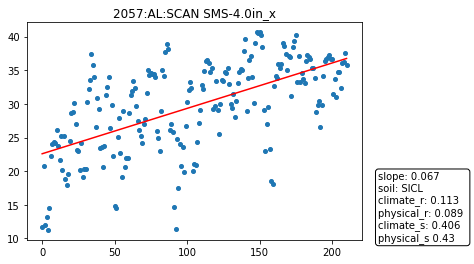 2057:AL:SCAN SMS-4.0in_x
40
35
30
25
20
15
10
0
50
100
150
200
slope: 0.067
soil: SICL
climate_r: 0.113
physical_r: 0.089
climate_s: 0.406
physical_s 0.43